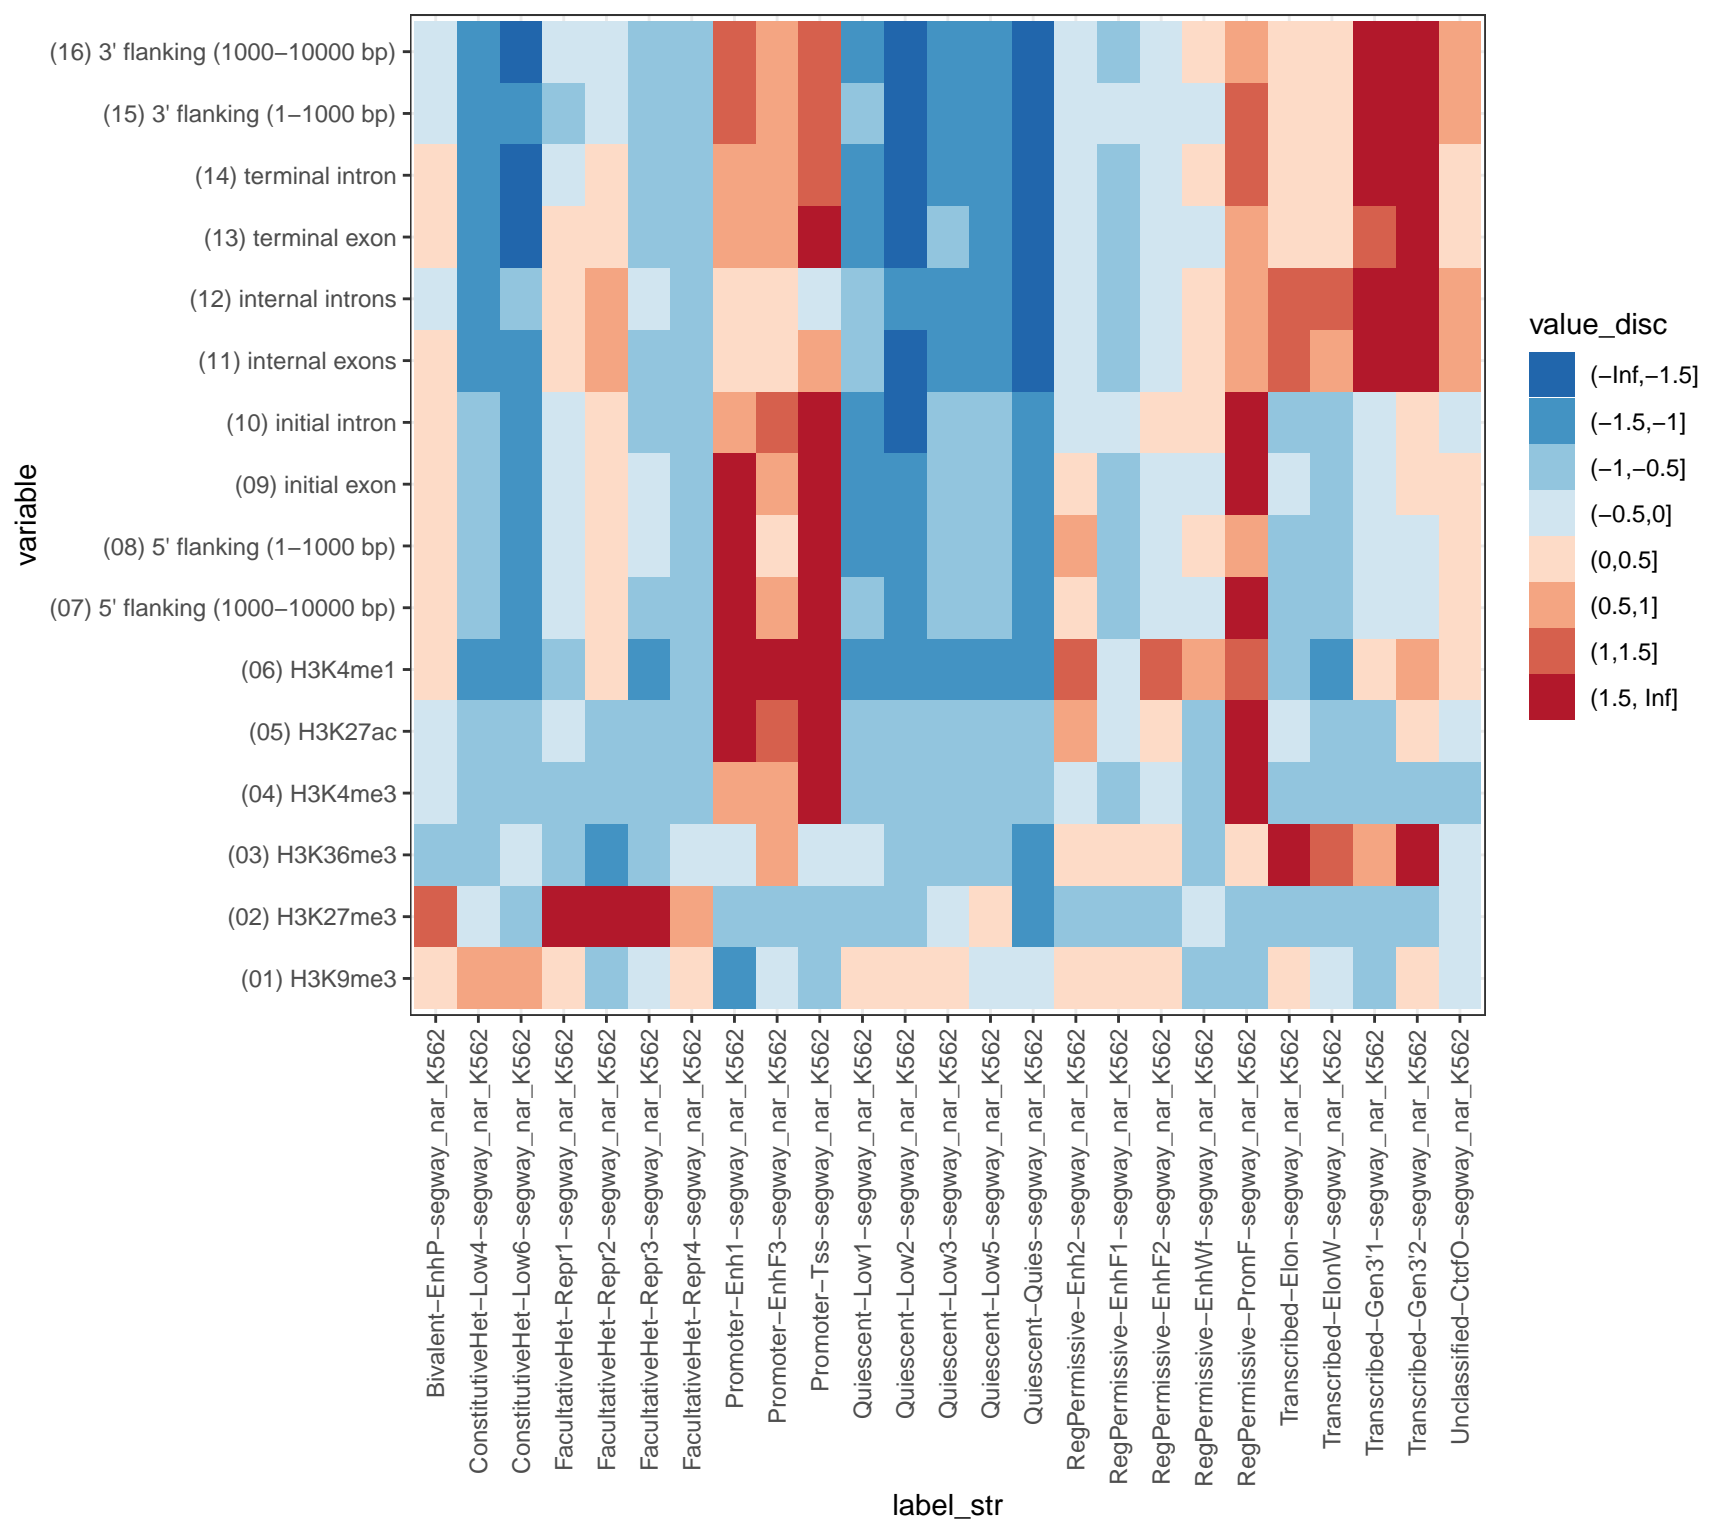 (16) 3' flanking (1000−10000 bp)
(15) 3' flanking (1−1000 bp)
(14) terminal intron
(13) terminal exon
(12) internal introns
(11) internal exons
(10) initial intron
(09) initial exon
(08) 5' flanking (1−1000 bp)
(07) 5' flanking (1000−10000 bp)
(06) H3K4me1
(05) H3K27ac
(04) H3K4me3
(03) H3K36me3
(02) H3K27me3
(01) H3K9me3
variable
Bivalent−EnhP−segway_nar_K562
ConstitutiveHet−Low4−segway_nar_K562
ConstitutiveHet−Low6−segway_nar_K562
FacultativeHet−Repr1−segway_nar_K562
FacultativeHet−Repr2−segway_nar_K562
FacultativeHet−Repr3−segway_nar_K562
FacultativeHet−Repr4−segway_nar_K562
Promoter−Enh1−segway_nar_K562
Promoter−EnhF3−segway_nar_K562
Promoter−Tss−segway_nar_K562
Quiescent−Low1−segway_nar_K562
Quiescent−Low2−segway_nar_K562
Quiescent−Low3−segway_nar_K562
Quiescent−Low5−segway_nar_K562
Quiescent−Quies−segway_nar_K562
RegPermissive−Enh2−segway_nar_K562
RegPermissive−EnhF1−segway_nar_K562
RegPermissive−EnhF2−segway_nar_K562
RegPermissive−EnhWf−segway_nar_K562
RegPermissive−PromF−segway_nar_K562
Transcribed−Elon−segway_nar_K562
Transcribed−ElonW−segway_nar_K562
Transcribed−Gen3'1−segway_nar_K562
Transcribed−Gen3'2−segway_nar_K562
Unclassified−CtcfO−segway_nar_K562
label_str
value_disc
(−Inf,−1.5]
(−1.5,−1]
(−1,−0.5]
(−0.5,0]
(0,0.5]
(0.5,1]
(1,1.5]
(1.5, Inf]